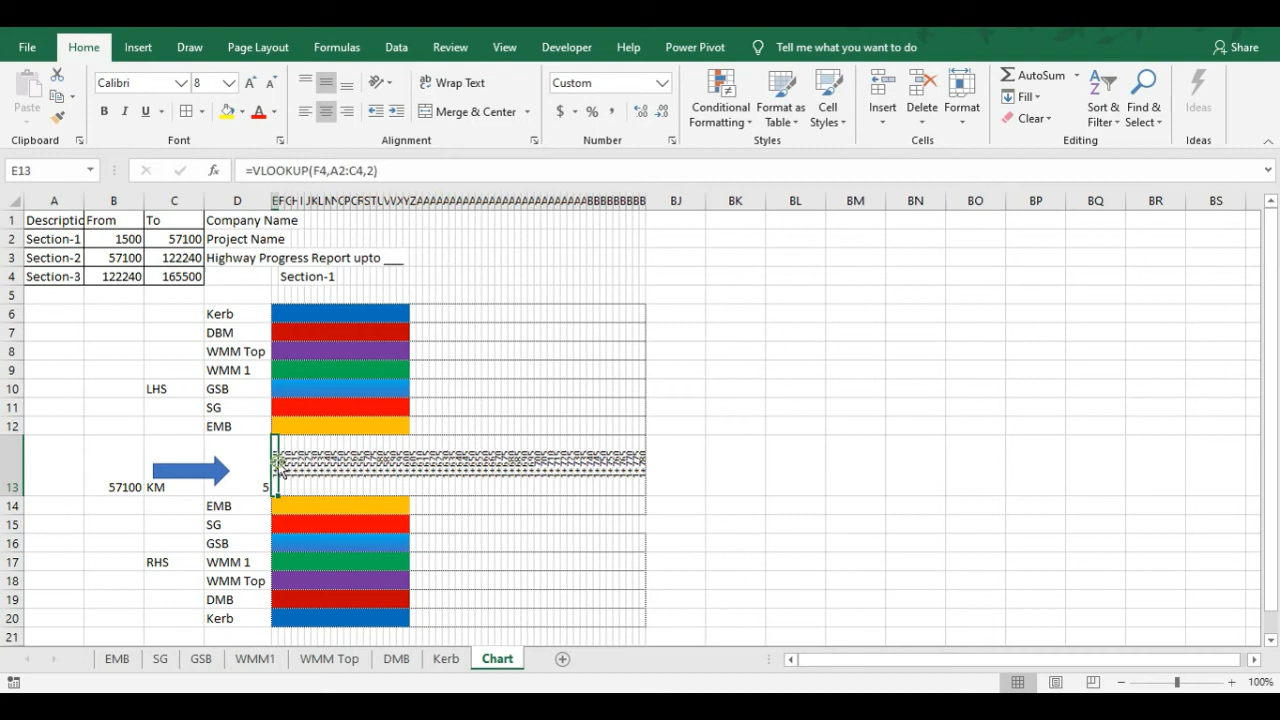 File Home Insert Draw Page Layout Formulas Data Review View Developer Help Power Pivot Tell me what you want to do Share
Paste Calibri 8 Wrap Text Custom AutoSum
B I U Merge & Center $ % Conditional Formatting Format as Table Cell Styles Insert Delete Format Fill Clear Sort & Filter Find & Select Ideas
Clipboard Font Alignment Number Styles Cells Editing Ideas
E13 fx =VLOOKUP(F4,A2:C4,2)
A B C D BJ BK BL BM BN BO BP BQ BR BS
1 Descriptio From To Company Name
2 Section-1 1500 57100 Project Name
3 Section-2 57100 122240 Highway Progress Report upto ___
4 Section-3 122240 165500 Section-1
5
6 Kerb
7 DBM
8 WMM Top
9 WMM 1
10 LHS GSB
11 SG
12 EMB
13 57100 KM 5
14 EMB
15 SG
16 GSB
17 RHS WMM 1
18 WMM Top
19 DMB
20 Kerb
21
EMB SG GSB WMM1 WMM Top DMB Kerb Chart
100%